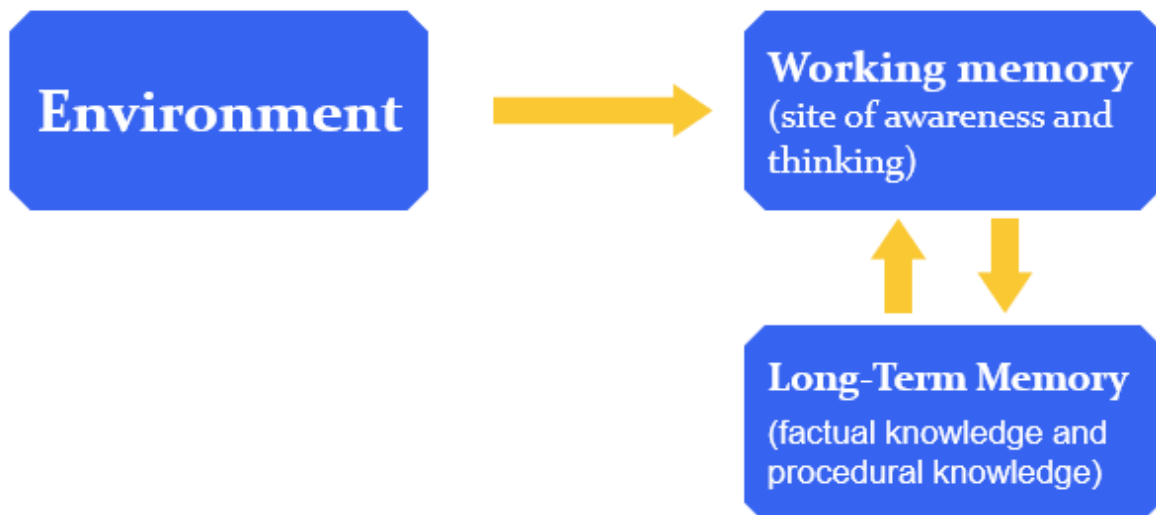 Environment
Working memory
(site of awareness and
thinking)
Long-Term Memory
(factual knowledge and
procedural knowledge)